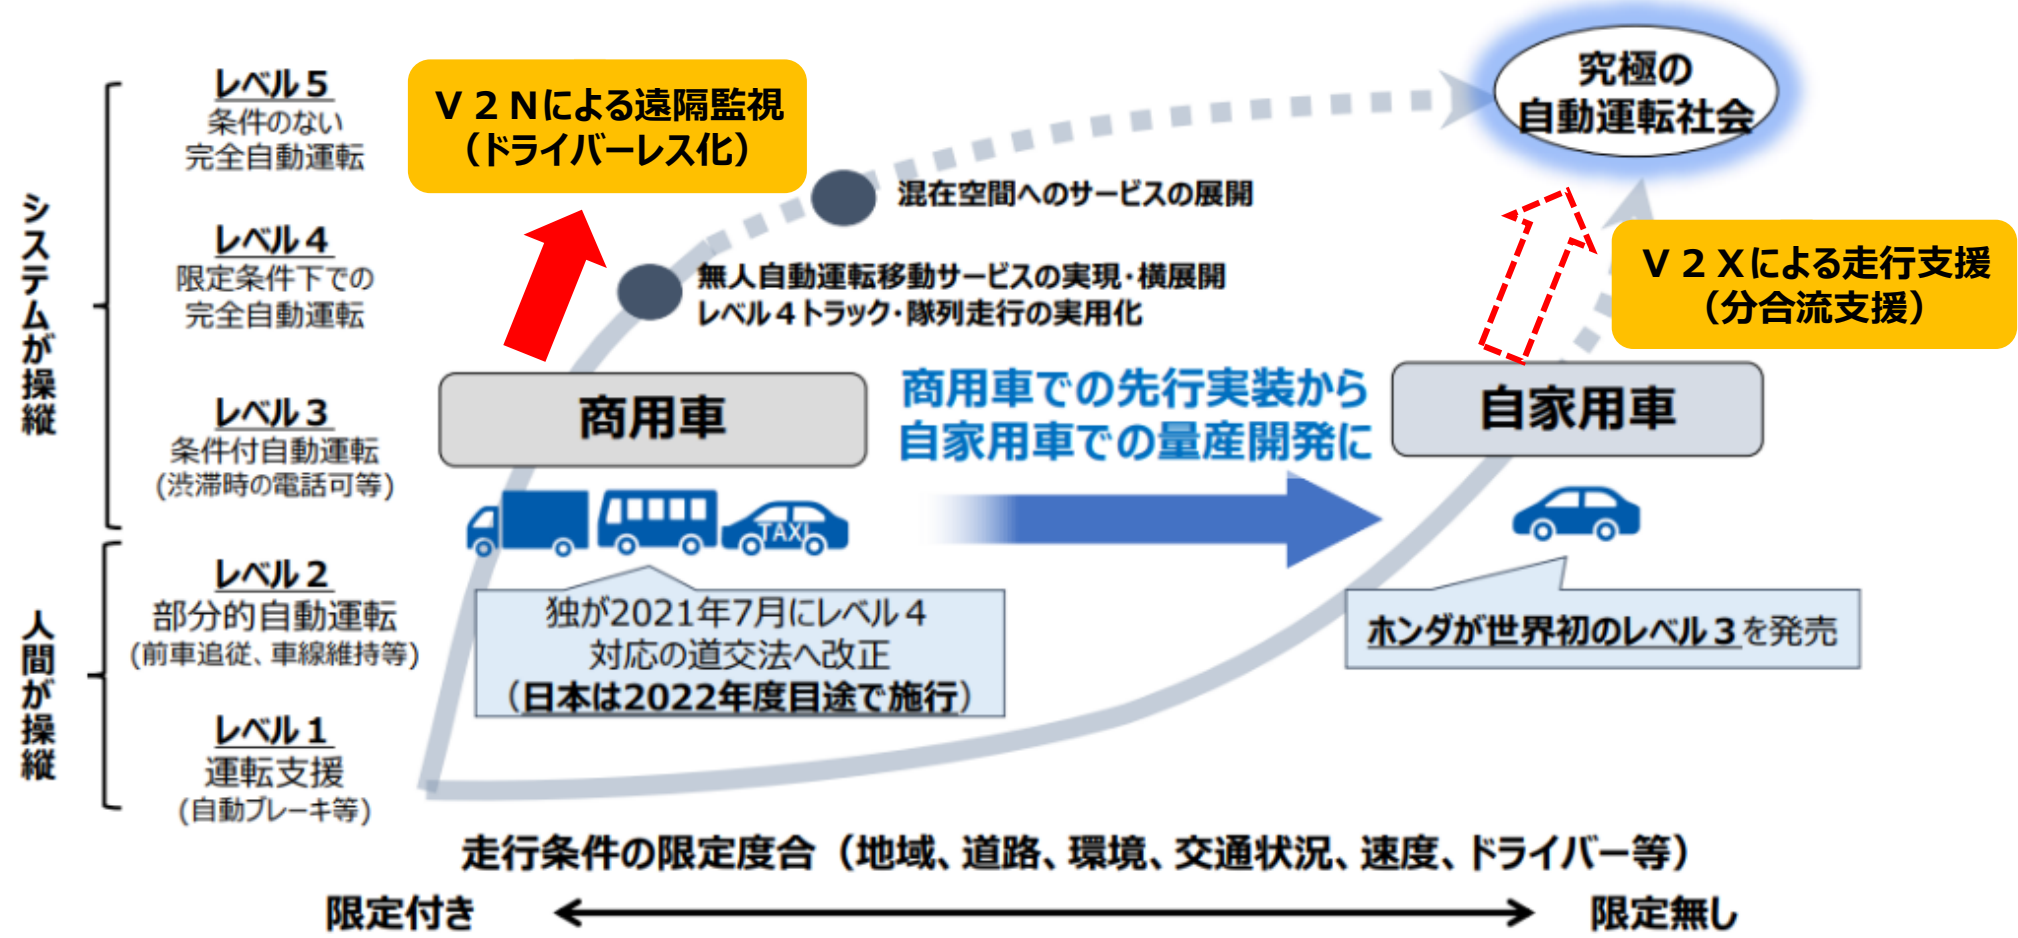 システムが操縦
レベル５
条件のない
完全自動運転
レベル４
限定条件下での
完全自動運転
レベル３
条件付自動運転
(渋滞時の電話可等)
人間が操縦
レベル２
部分的自動運転
(前車追従、車線維持等)
レベル１
運転支援
(自動ブレーキ等)
Ｖ２Ｎによる遠隔監視
（ドライバーレス化）
究極の
自動運転社会
混在空間へのサービスの展開
無人自動運転移動サービスの実現・横展開
レベル４トラック・隊列走行の実用化
Ｖ２Ｘによる走行支援
（分合流支援）
商用車
商用車での先行実装から
自家用車での量産開発に
自家用車
TAXI
独が2021年7月にレベル４
対応の道交法へ改正
（日本は2022年度目途で施行）
ホンダが世界初のレベル３を発売
走行条件の限定度合（地域、道路、環境、交通状況、速度、ドライバー等）
限定付き
限定無し